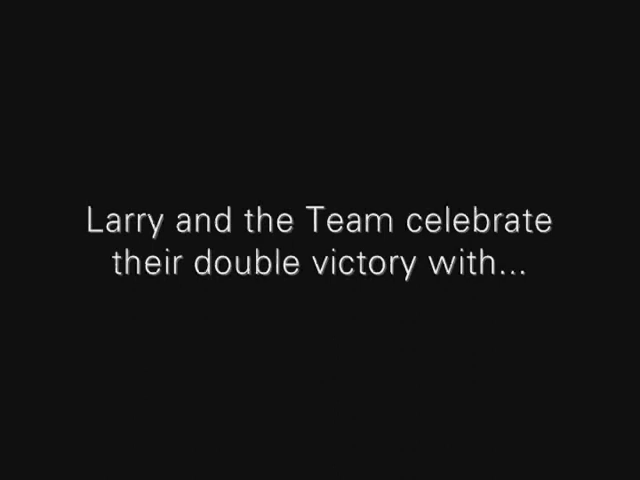 Larry and the Team celebrate
their double victory with...